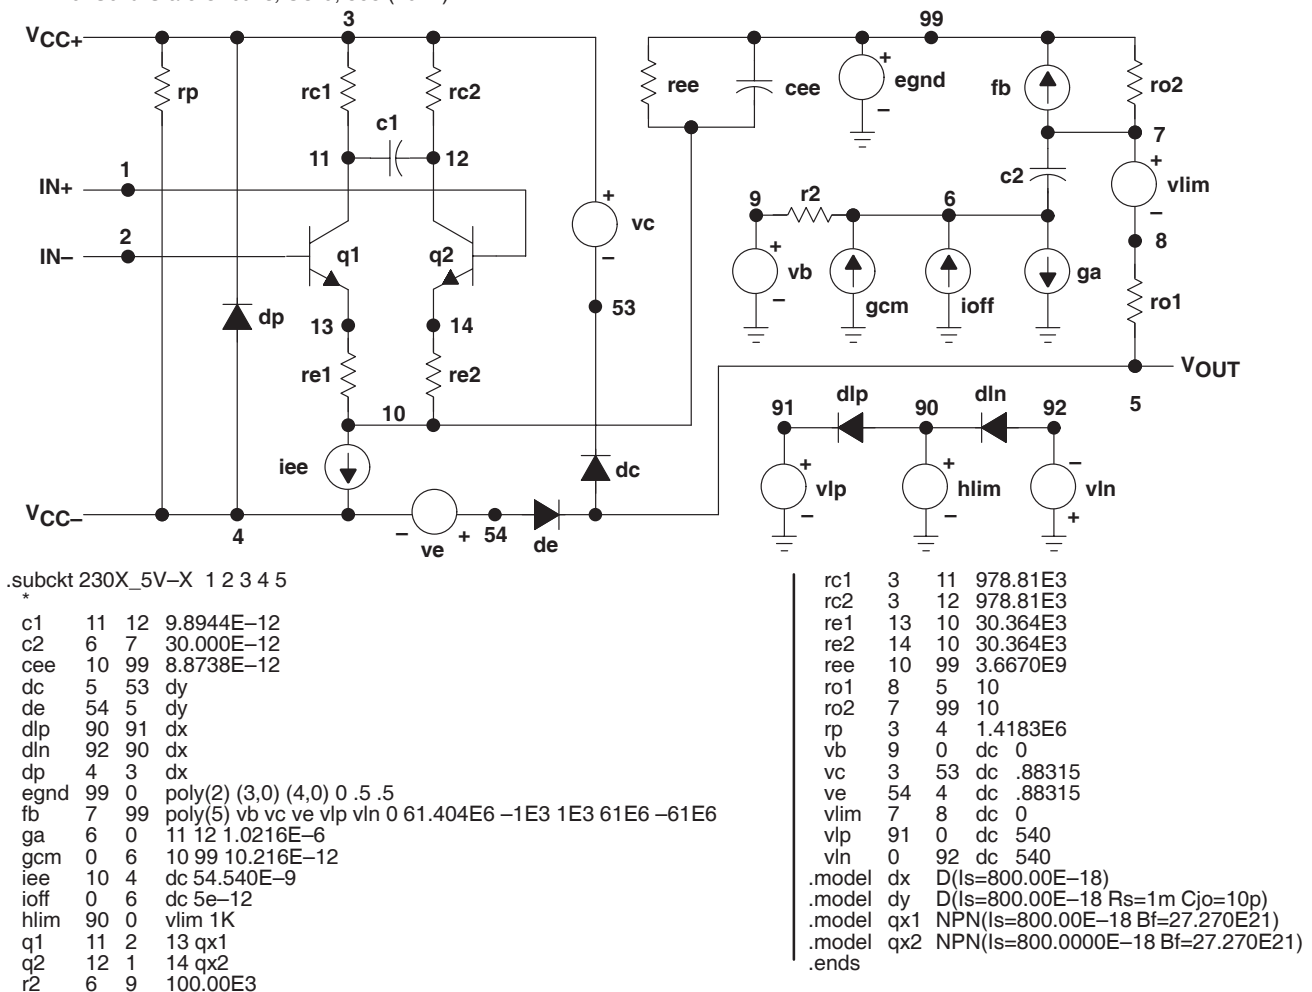 3
99
VCC+
rp
rc1
rc2
c1
11
12
1
IN+
2
IN–
q1
q2
+
vc
–
53
dp
13
14
re1
re2
10
iee
dc
VCC–
4
–
ve
+
54
de
ree
cee
+
egnd
–
fb
ro2
7
c2
+
vlim
–
9
r2
6
8
+
vb
–
gcm
ioff
ga
ro1
VOUT
5
91
dlp
90
dln
92
+
vlp
–
+
hlim
–
–
vln
+
.subckt 230X_5V–X 1 2 3 4 5
*
c1 11 12 9.8944E–12
c2 6 7 30.000E–12
cee 10 99 8.8738E–12
dc 5 53 dy
de 54 5 dy
dlp 90 91 dx
dln 92 90 dx
dp 4 3 dx
egnd 99 0 poly(2) (3,0) (4,0) 0 .5 .5
fb 7 99 poly(5) vb vc ve vlp vln 0 61.404E6 –1E3 1E3 61E6 –61E6
ga 6 0 11 12 1.0216E–6
gcm 0 6 10 99 10.216E–12
iee 10 4 dc 54.540E–9
ioff 0 6 dc 5e–12
hlim 90 0 vlim 1K
q1 11 2 13 qx1
q2 12 1 14 qx2
r2 6 9 100.00E3
rc1 3 11 978.81E3
rc2 3 12 978.81E3
re1 13 10 30.364E3
re2 14 10 30.364E3
ree 10 99 3.6670E9
ro1 8 5 10
ro2 7 99 10
rp 3 4 1.4183E6
vb 9 0 dc 0
vc 3 53 dc .88315
ve 54 4 dc .88315
vlim 7 8 dc 0
vlp 91 0 dc 540
vln 0 92 dc 540
.model dx D(Is=800.00E–18)
.model dy D(Is=800.00E–18 Rs=1m Cjo=10p)
.model qx1 NPN(Is=800.00E–18 Bf=27.270E21)
.model qx2 NPN(Is=800.0000E–18 Bf=27.270E21)
.ends